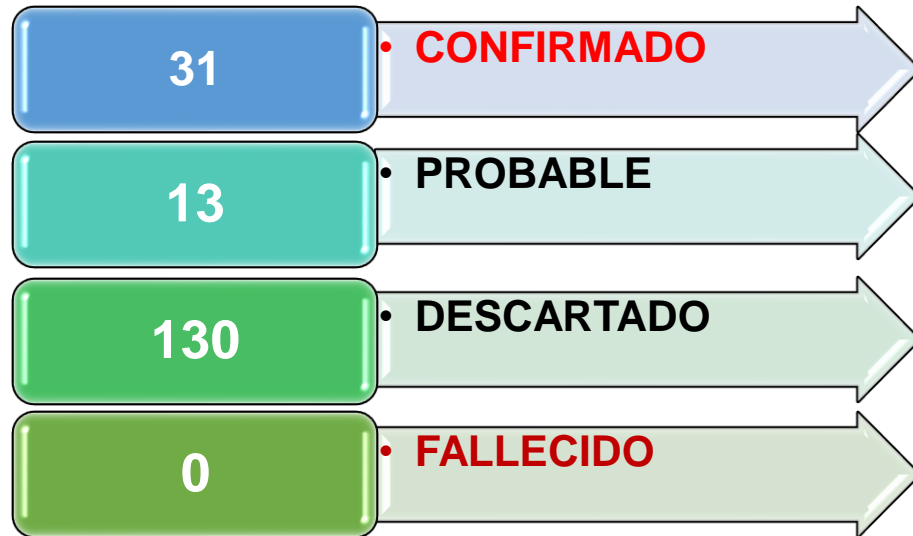 31
• CONFIRMADO
13
• PROBABLE
130
• DESCARTADO
0
• FALLECIDO